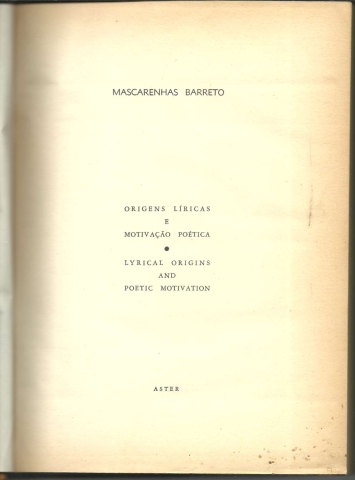 MASCARENHAS BARRETO
ORIGENS LÍRICAS
E
MOTIVAÇÃO POÉTICA
LYRICAL ORIGINS
AND
POETIC MOTIVATION
ASTER